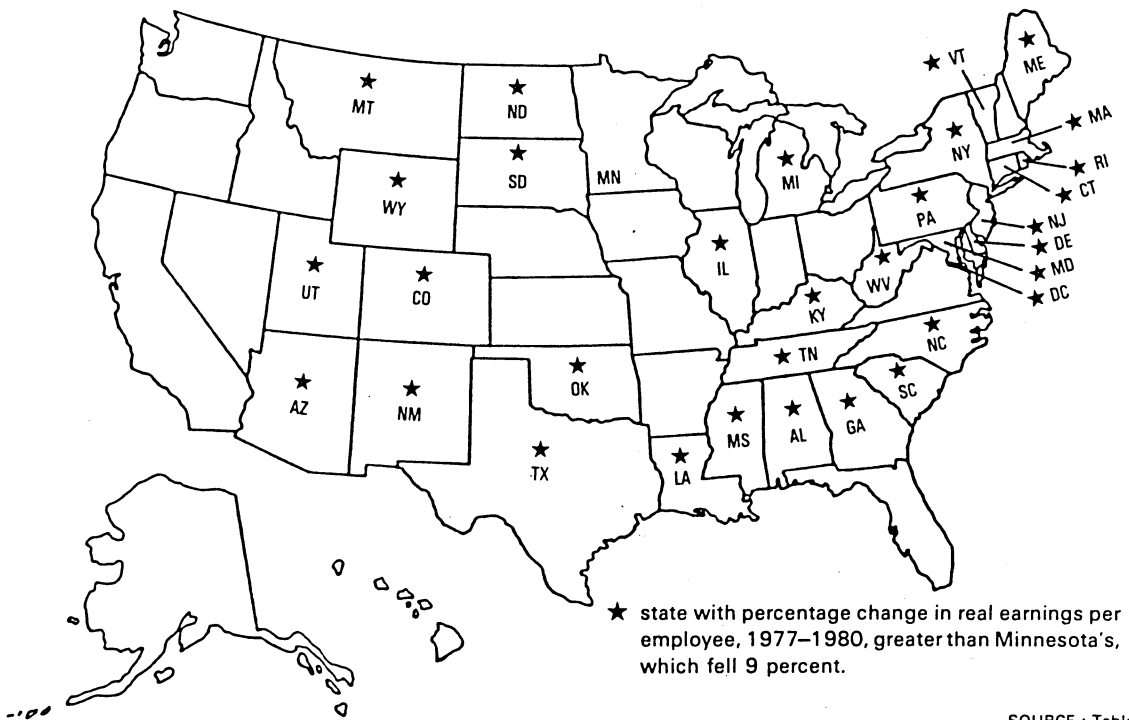 ★ VT
★ ME
★ MT
★ ND
★ MA
★ NY
★ RI
★ SD
MN
★ MI
★ CT
★ WY
★ PA
★ NJ
★ DE
★ IL
★ MD
★ WV
★ UT
★ CO
★ DC
★ KY
★ NC
★ TN
★ OK
★ SC
★ AZ
★ NM
★ MS
★ AL
★ GA
★ TX
★ LA
★ state with percentage change in real earnings per
employee, 1977–1980, greater than Minnesota's,
which fell 9 percent.
SOURCE : Table